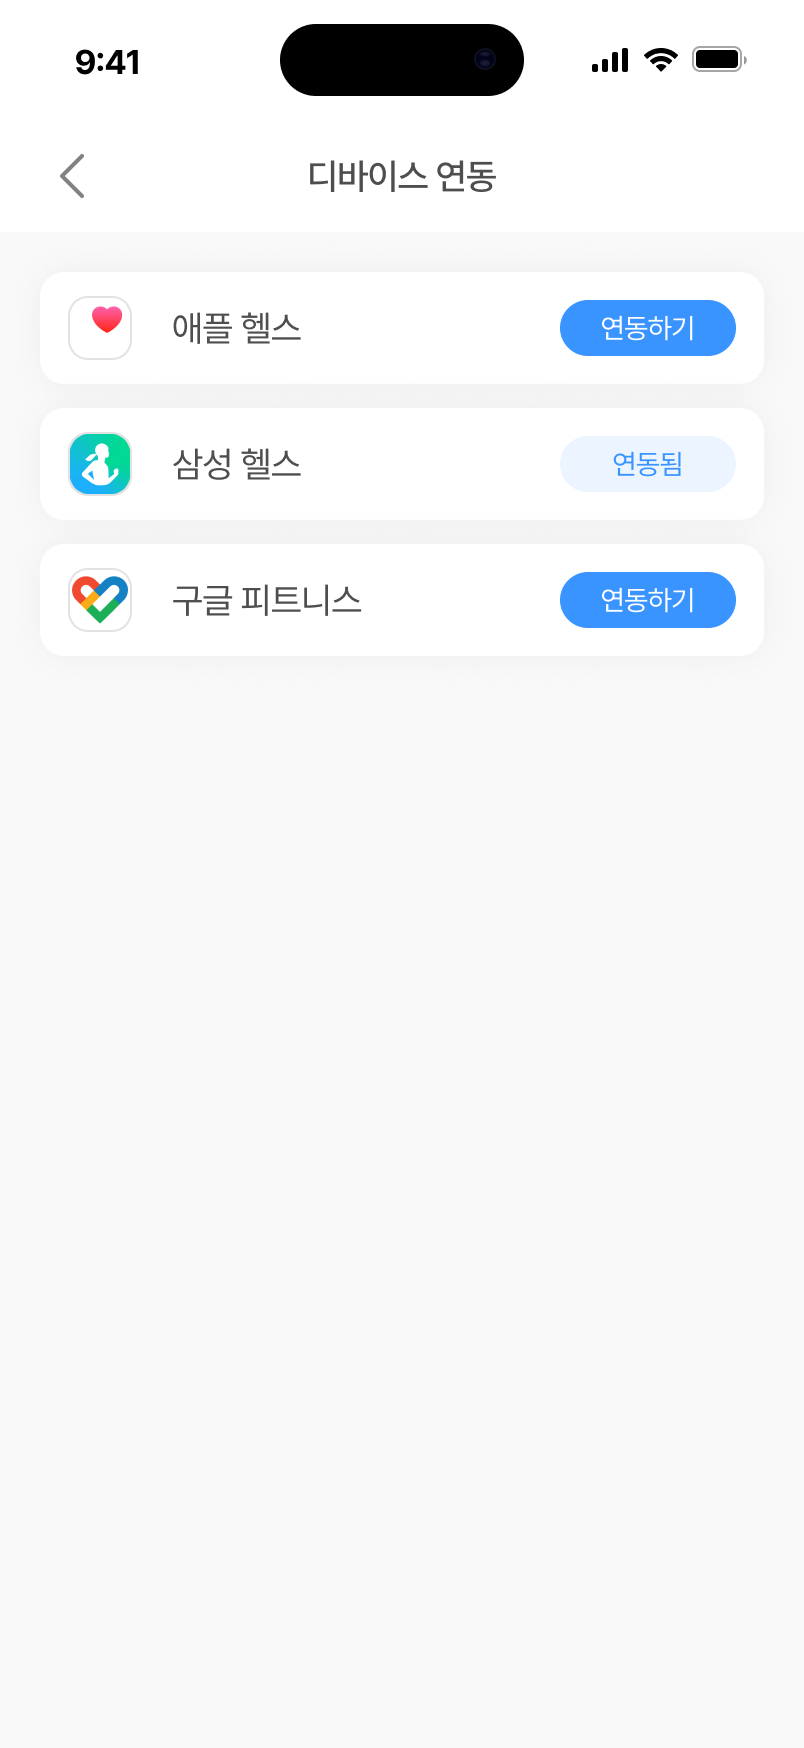 9:41
디바이스 연동
애플 헬스
연동하기
삼성 헬스
연동됨
구글 피트니스
연동하기